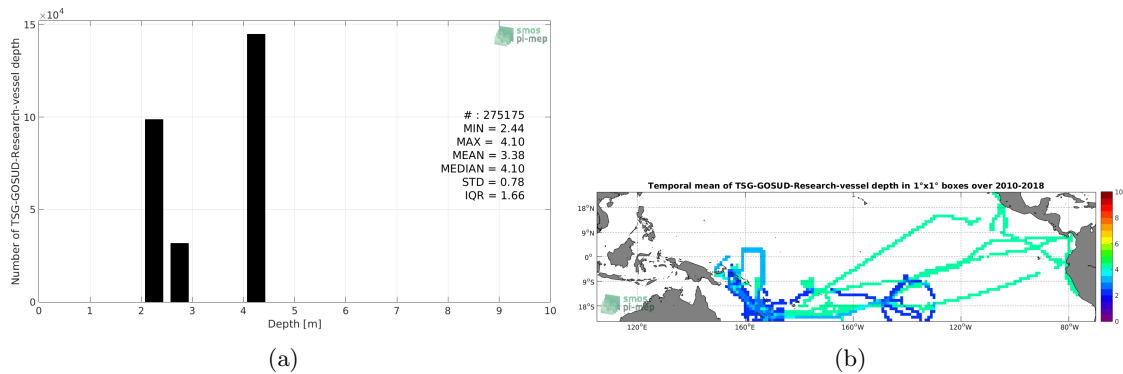 ×10⁴
15
10
5
0
Number of TSG-GOSUD-Research-vessel depth
smos
pi-mep
# : 275175
MIN = 2.44
MAX = 4.10
MEAN = 3.38
MEDIAN = 4.10
STD = 0.78
IQR = 1.66
0 1 2 3 4 5 6 7 8 9 10
Depth [m]
(a)
Temporal mean of TSG-GOSUD-Research-vessel depth in 1°x1° boxes over 2010-2018
18°N
9°N
0°
9°S
18°S
smos
pi-mep
120°E 160°E 160°W 120°W 80°W
10
8
6
4
2
0
(b)